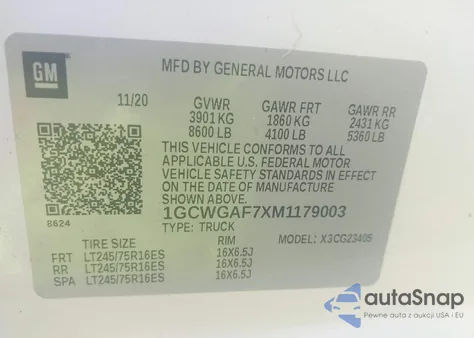 GM
MFD BY GENERAL MOTORS LLC
11/20 GVWR GAWR FRT GAWR RR
3901 KG 1860 KG 2431 KG
8600 LB 4100 LB 5360 LB
THIS VEHICLE CONFORMS TO ALL
APPLICABLE U.S. FEDERAL MOTOR
VEHICLE SAFETY STANDARDS IN
EFFECT ON THE DATE OF MANUFACTURE
SHOWN ABOVE.
1GCWGAF7XM1179003
8624
TYPE: TRUCK MODEL: X3CG23405
TIRE SIZE RIM
FRT LT245/75R16ES 16X6.5J
RR LT245/75R16ES 16X6.5J
SPA LT245/75R16ES 16X6.5J
autoSnap
Pewne auta z USA i EU